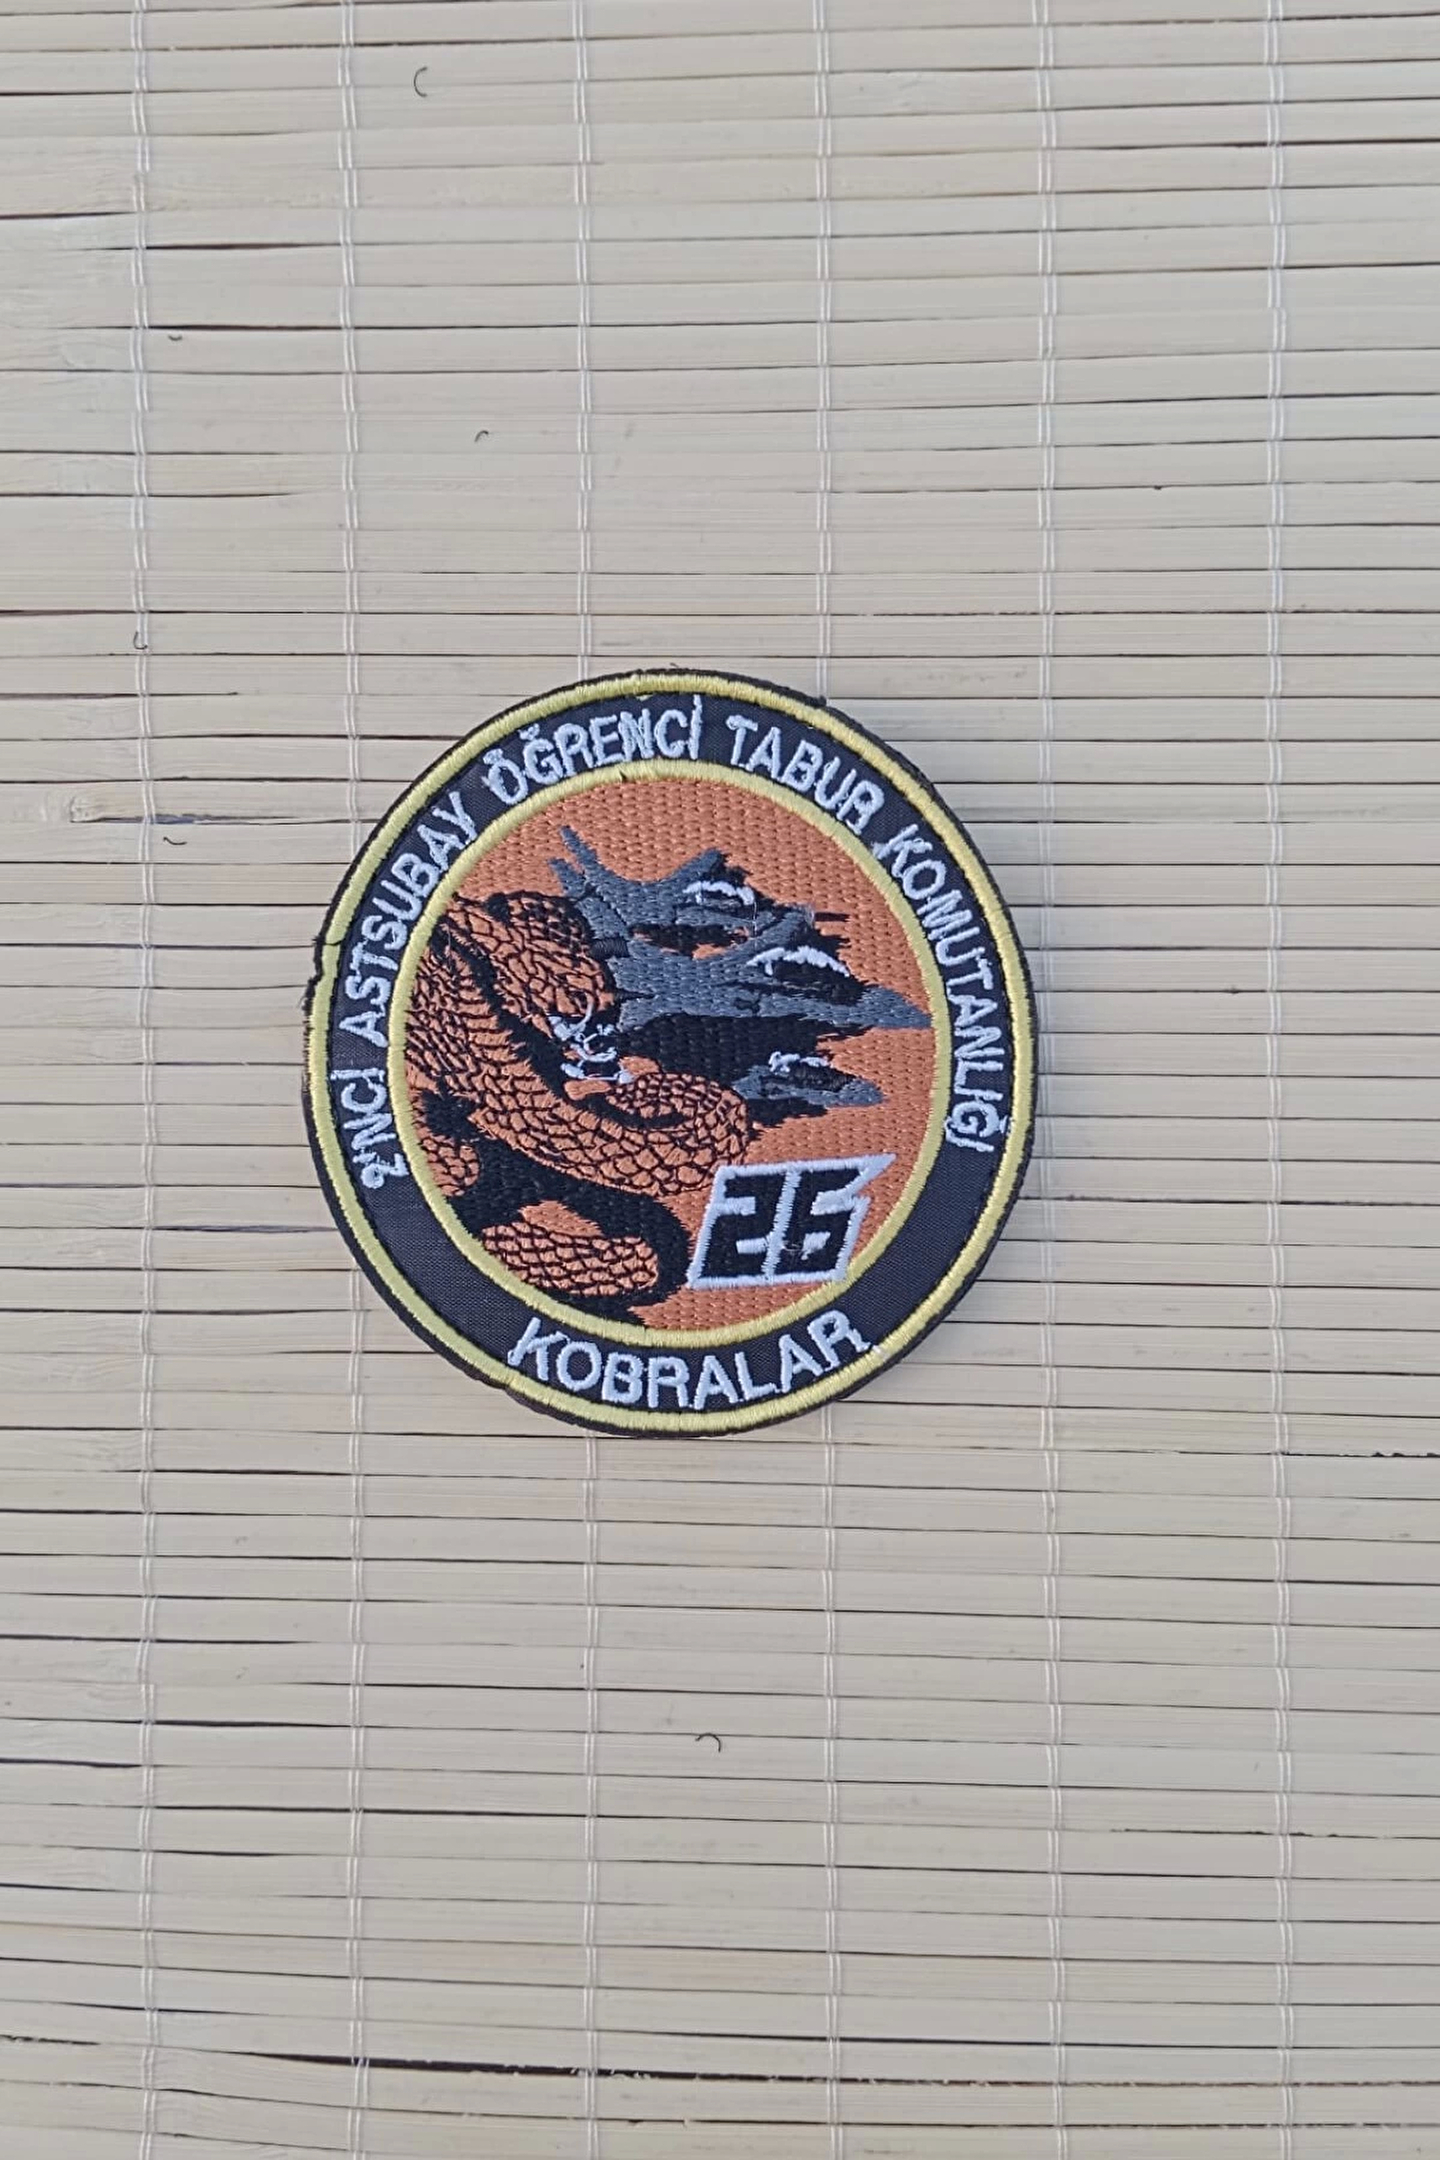 2'NCİ ASTSUBAY ÖĞRENCİ TABUR KOMUTANLIĞI
26
KOBRALAR